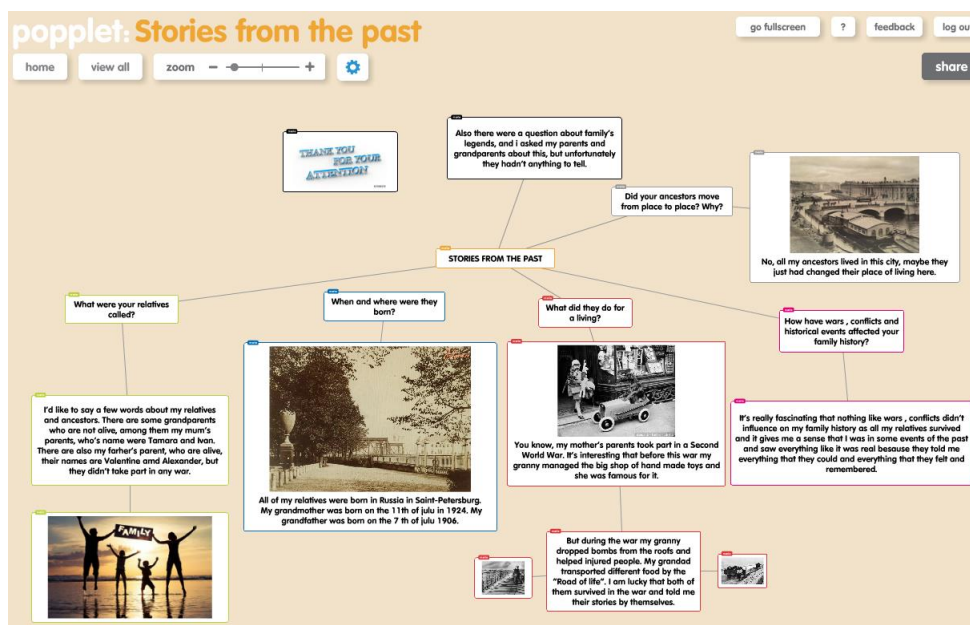 popplet: Stories from the past
go fullscreen
?
feedback
log ou
home
view all
zoom
share
THANK YOU
FOR YOUR
ATTENTION
Also there were a question about family's
legends, and i asked my parents and
grandparents about this, but unfortunately
they hadn't anything to tell.
Did your ancestors move
from place to place? Why?
No, all my ancestors lived in this city, maybe they
just had changed their place of living here.
STORIES FROM THE PAST
What were your relatives
called?
When and where were they
born?
What did they do for
a living?
How have wars , conflicts and
historical events affected your
family history?
I'd like to say a few words about my relatives
and ancestors. There are some grandparents
who are not alive, among them my mum's
parents, who's name were Tamara and Ivan.
There are also my farher's parent, who are alive,
their names are Valentine amd Alexander, but
they didn't take part in any war.
FAMILY
All of my relatives were born in Russia in Saint-Petersburg.
My grandmother was born on the 11th of julu in 1924. My
grandfather was born on the 7 th of julu 1906.
You know, my mother's parents took part in a Second
World War. It's interesting that before this war my
granny managed the big shop of hand made toys and
she was famous for it.
But during the war my granny
dropped bombs from the roofs and
helped injured people. My grandad
transported different food by the
"Road of life". I am lucky that both of
them survived in the war and told me
their stories by themselves.
It's really fascinating that nothing like wars , conflicts didn't
influence on my family history as all my relatives survived
and it gives me a sense that I was in some events of the past
and saw everything like it was real besause they told me
everything that they could and everything that they felt and
remembered.